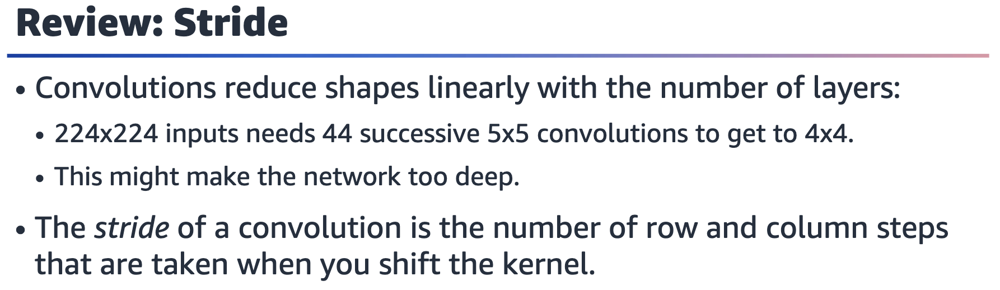 Review: Stride
• Convolutions reduce shapes linearly with the number of layers:
• 224x224 inputs needs 44 successive 5x5 convolutions to get to 4x4.
• This might make the network too deep.
• The stride of a convolution is the number of row and column steps
that are taken when you shift the kernel.